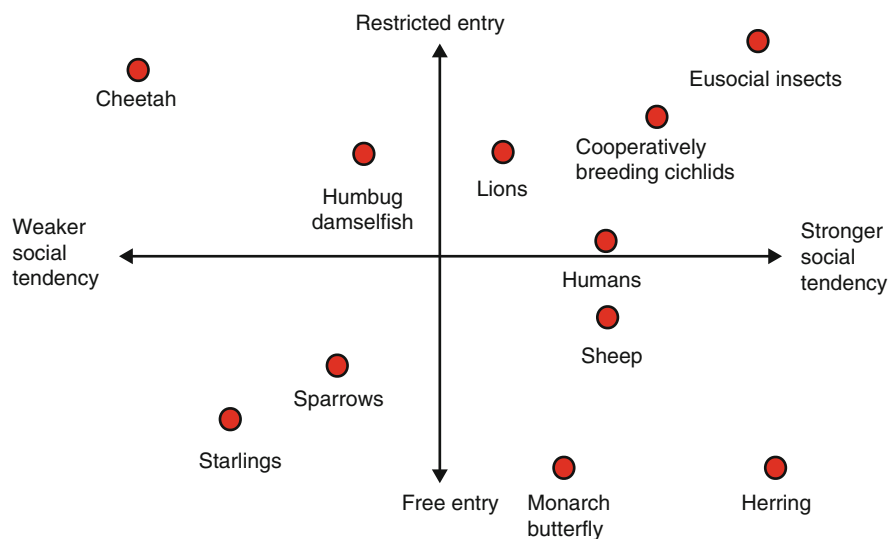 Restricted entry
Eusocial insects
Cheetah
Cooperatively
breeding cichlids
Lions
Humbug
damselfish
Weaker
social
tendency
Stronger
social
tendency
Humans
Sheep
Sparrows
Starlings
Free entry
Monarch
butterfly
Herring